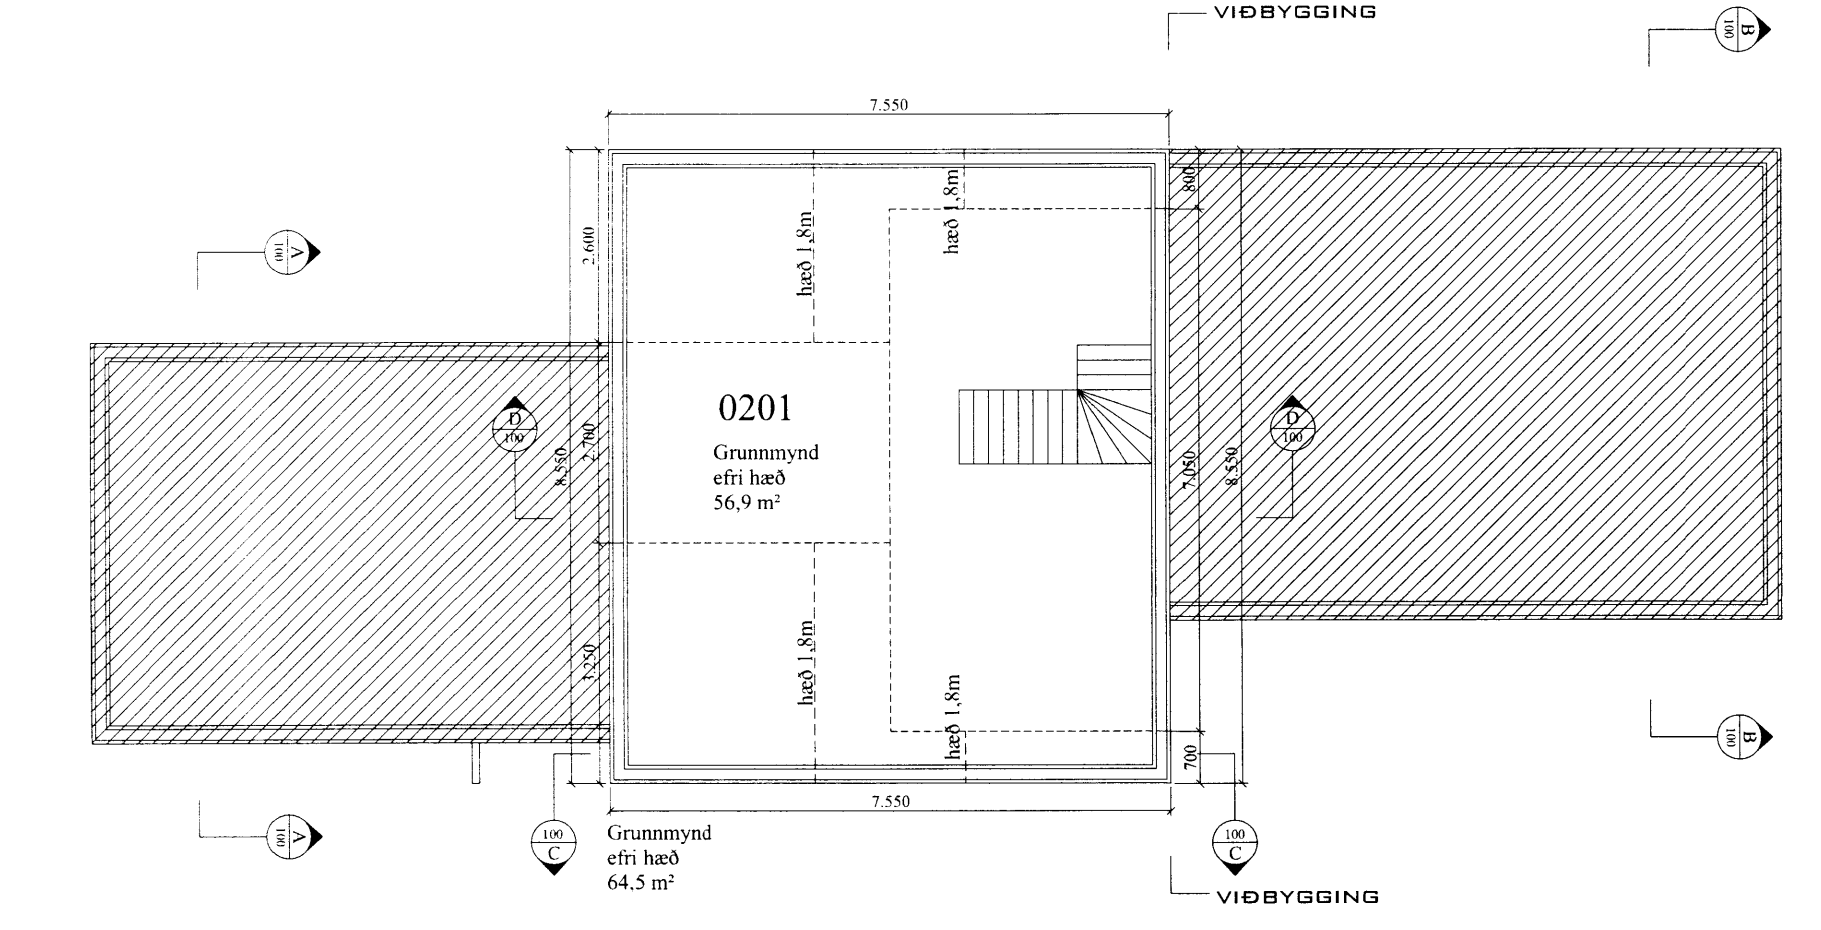 VIÐBYGGING
B
100
7.550
800
hæð 1,8m
hæð 1,8m
2.600
A
100
0201
Grunnmynd
efri hæð
56,9 m²
D
100
D
100
8.550
2.700
7.050
8.550
3.250
hæð 1,8m
hæð 1,8m
700
B
100
7.550
A
100
100
C
100
C
Grunnmynd
efri hæð
64,5 m²
VIÐBYGGING